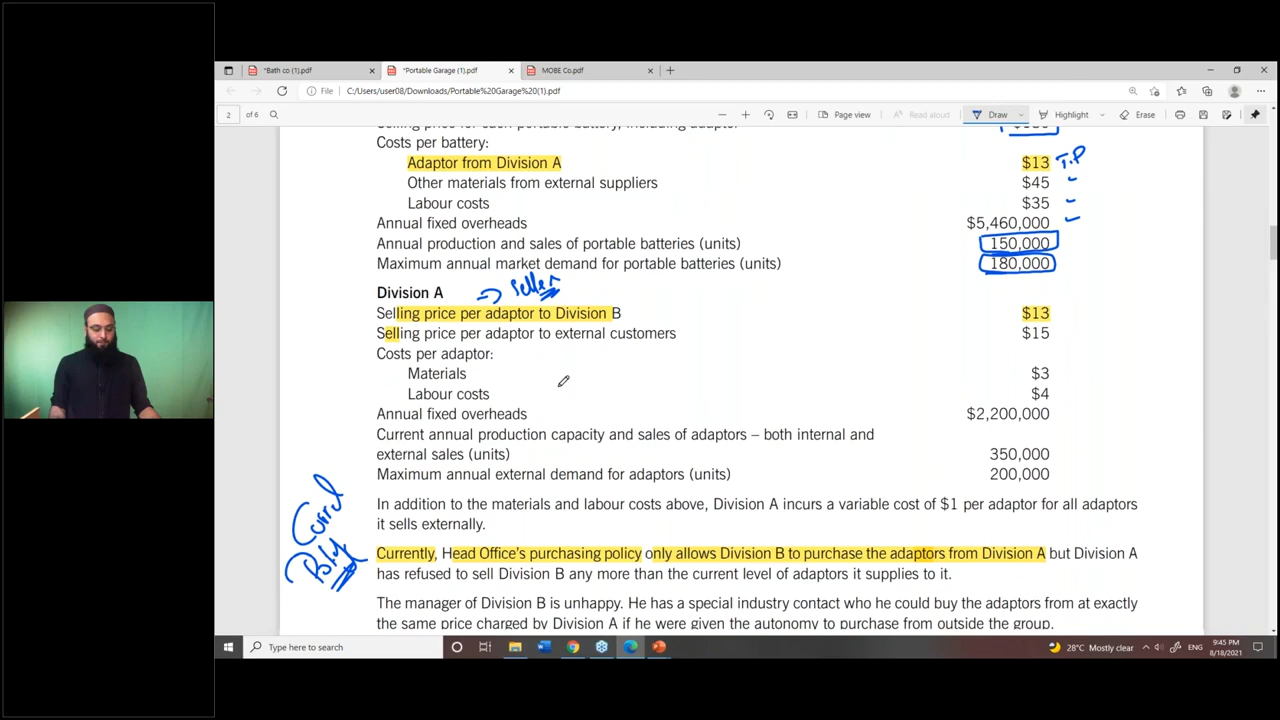 *Bath co (1).pdf
*Portable Garage (1).pdf
MOBE Co.pdf
File
C:/Users/user08/Downloads/Portable%20Garage%20(1).pdf
2 of 6
Page view
Read aloud
Draw
Highlight
Erase
Costs per battery:
Adaptor from Division A $13 T.P
Other materials from external suppliers $45
Labour costs $35
Annual fixed overheads $5,460,000
Annual production and sales of portable batteries (units) 150,000
Maximum annual market demand for portable batteries (units) 180,000
Division A → Seller
Selling price per adaptor to Division B $13
Selling price per adaptor to external customers $15
Costs per adaptor:
Materials $3
Labour costs $4
Annual fixed overheads $2,200,000
Current annual production capacity and sales of adaptors – both internal and
external sales (units) 350,000
Maximum annual external demand for adaptors (units) 200,000
In addition to the materials and labour costs above, Division A incurs a variable cost of $1 per adaptor for all adaptors
it sells externally.
Currently, Head Office's purchasing policy only allows Division B to purchase the adaptors from Division A but Division A
has refused to sell Division B any more than the current level of adaptors it supplies to it.
The manager of Division B is unhappy. He has a special industry contact who he could buy the adaptors from at exactly
the same price charged by Division A if he were given the autonomy to purchase from outside the group.
Type here to search
28°C Mostly clear
ENG
9:45 PM
8/18/2021